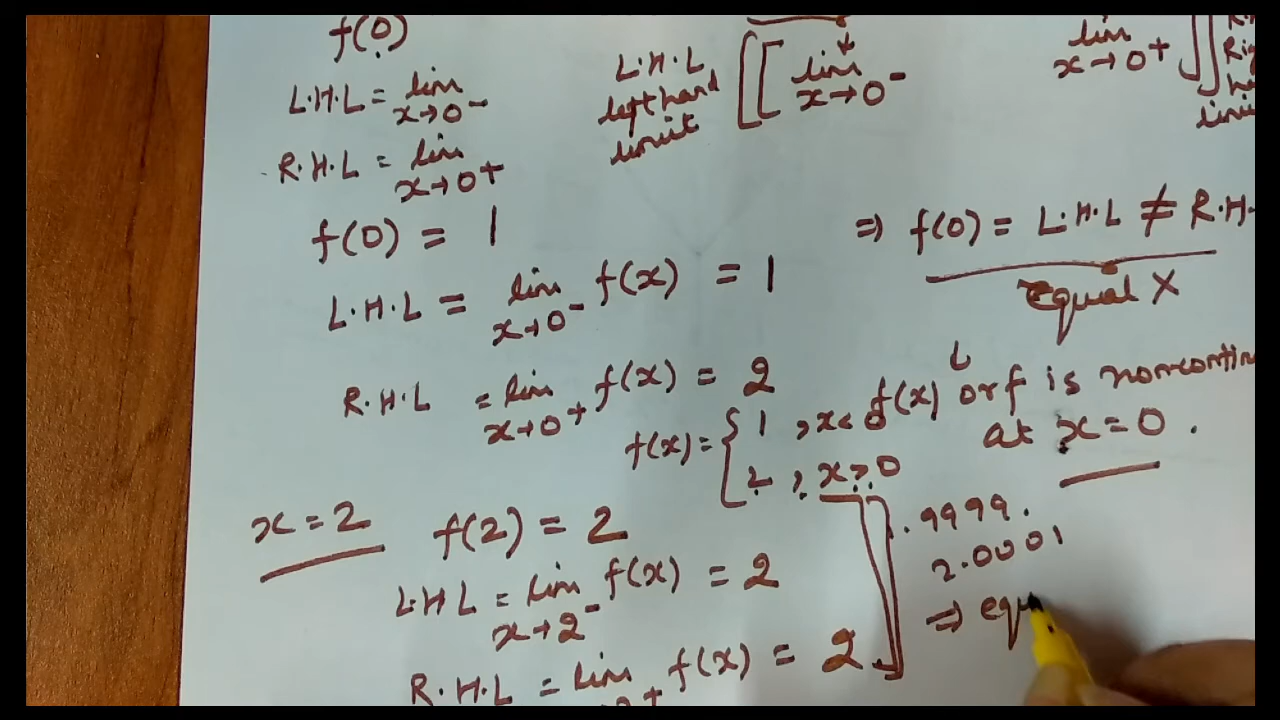 f(0)
L.H.L = lim x→0-
R.H.L = lim x→0+
L.H.L left hand limit [[ lim x→0-
lim x→0+ ]]
f(0) = 1
L.H.L = lim x→0- f(x) = 1
R.H.L = lim x→0+ f(x) = 2
⇒ f(0) = L.H.L ≠ R.H.
equal X
f(x) or f is noncontin
at x = 0.
f(x) = { 1 , x < 0
2 , x > 0
x = 2
f(2) = 2
L.H L = lim x→2- f(x) = 2
R.H.L = lim f(x) = 2
.9999.
2.0001
⇒ equ